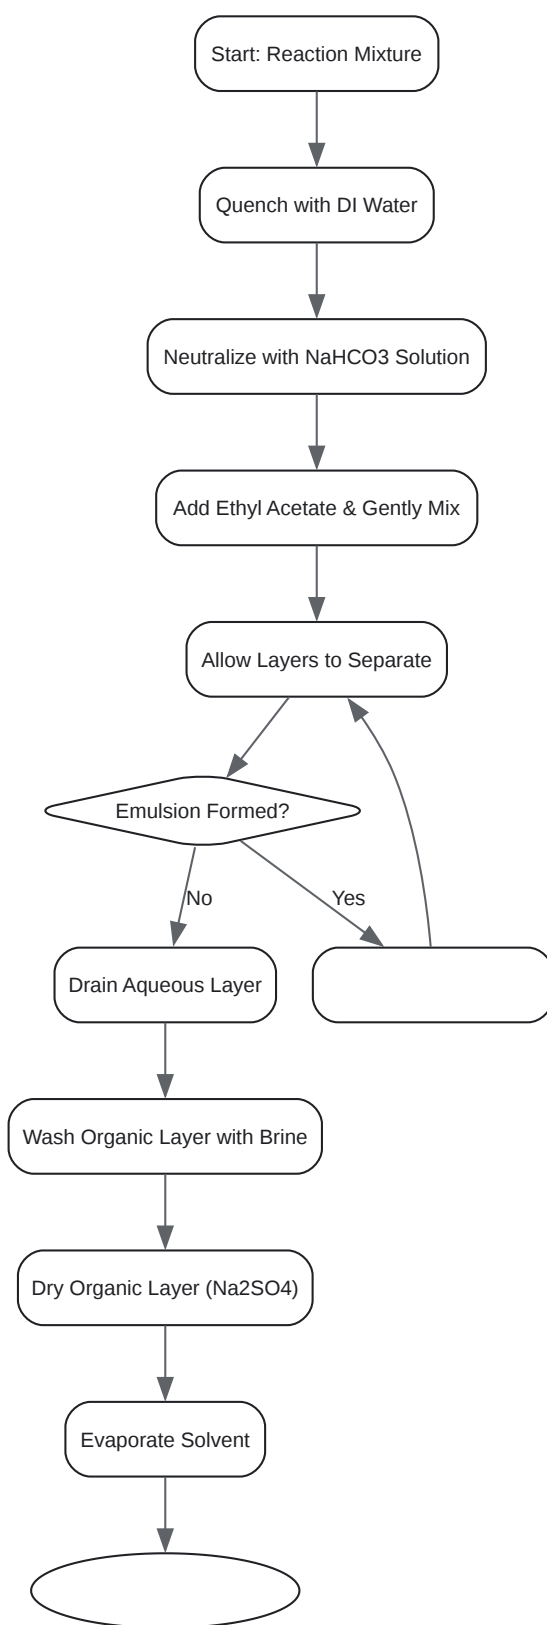 Start: Reaction Mixture
Quench with DI Water
Neutralize with NaHCO3 Solution
Add Ethyl Acetate & Gently Mix
Allow Layers to Separate
Emulsion Formed?
No
Yes
Drain Aqueous Layer
Wash Organic Layer with Brine
Dry Organic Layer (Na2SO4)
Evaporate Solvent